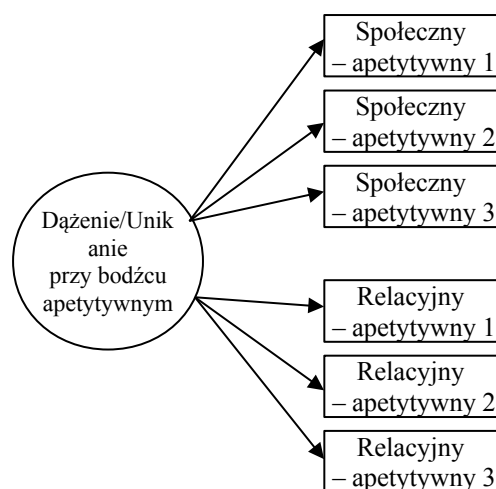 Społeczny
– apetytywny 1
Społeczny
– apetytywny 2
Społeczny
– apetytywny 3
Dążenie/Unik
anie
przy bodźcu
apetytywnym
Relacyjny
– apetytywny 1
Relacyjny
– apetytywny 2
Relacyjny
– apetytywny 3